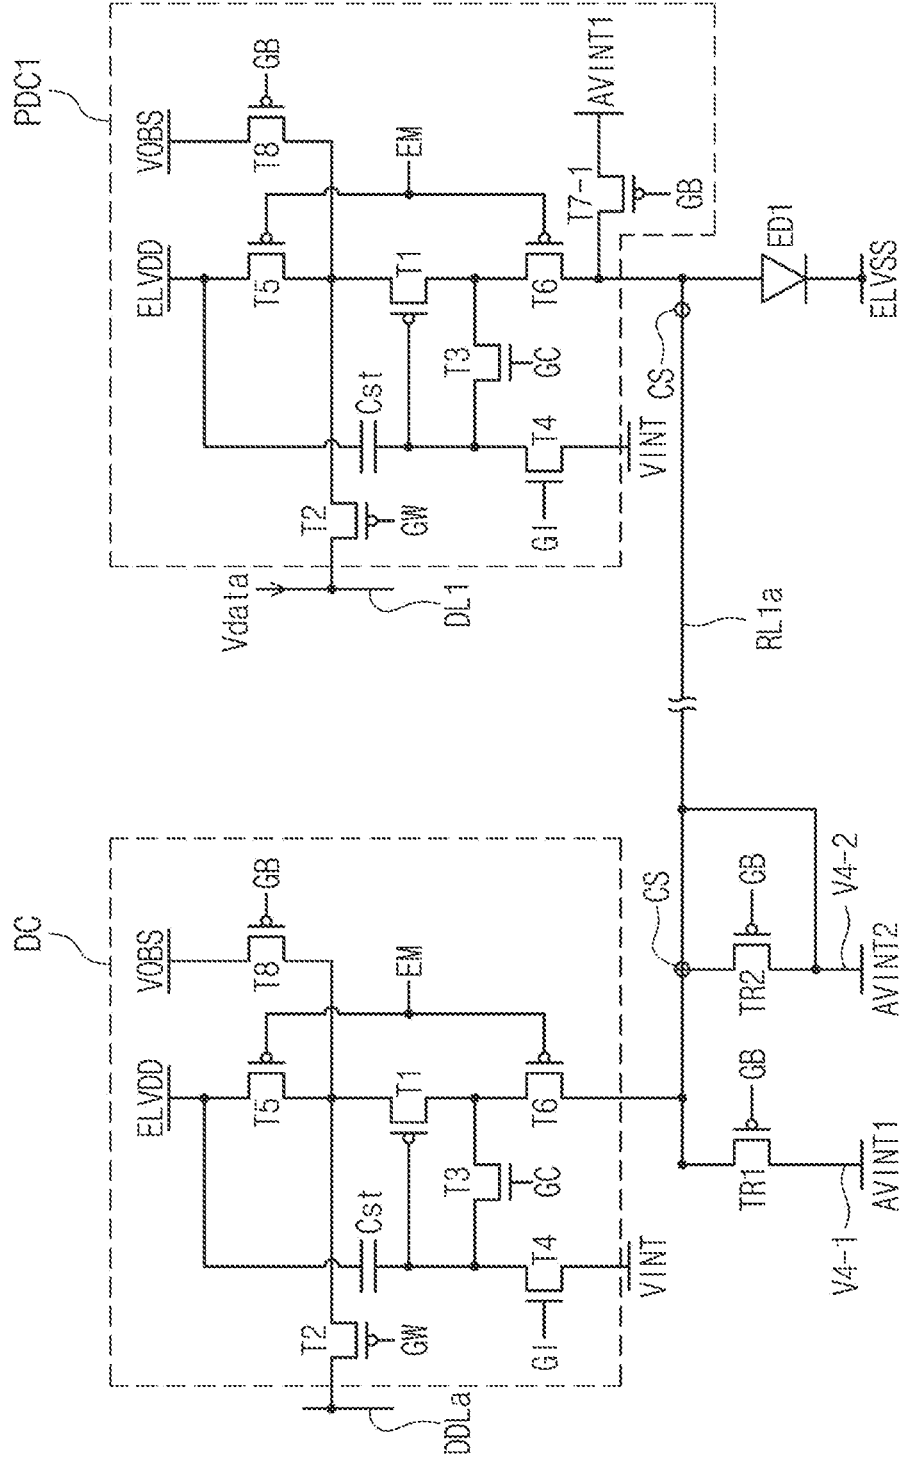 PDC1
VOBS
GB
T8
ELVDD
T5
EM
T1
AVINT1
T7-1
GB
T6
T3
GC
Cst
T4
GI
VINT
T2
GW
Vdata
DL1
CS
ED1
ELVSS
RL1a
DC
VOBS
GB
T8
ELVDD
T5
EM
T1
T6
T3
GC
Cst
T4
GI
VINT
T2
GW
DDLa
CS
GB
TR2
V4-2
AVINT2
GB
TR1
V4-1
AVINT1